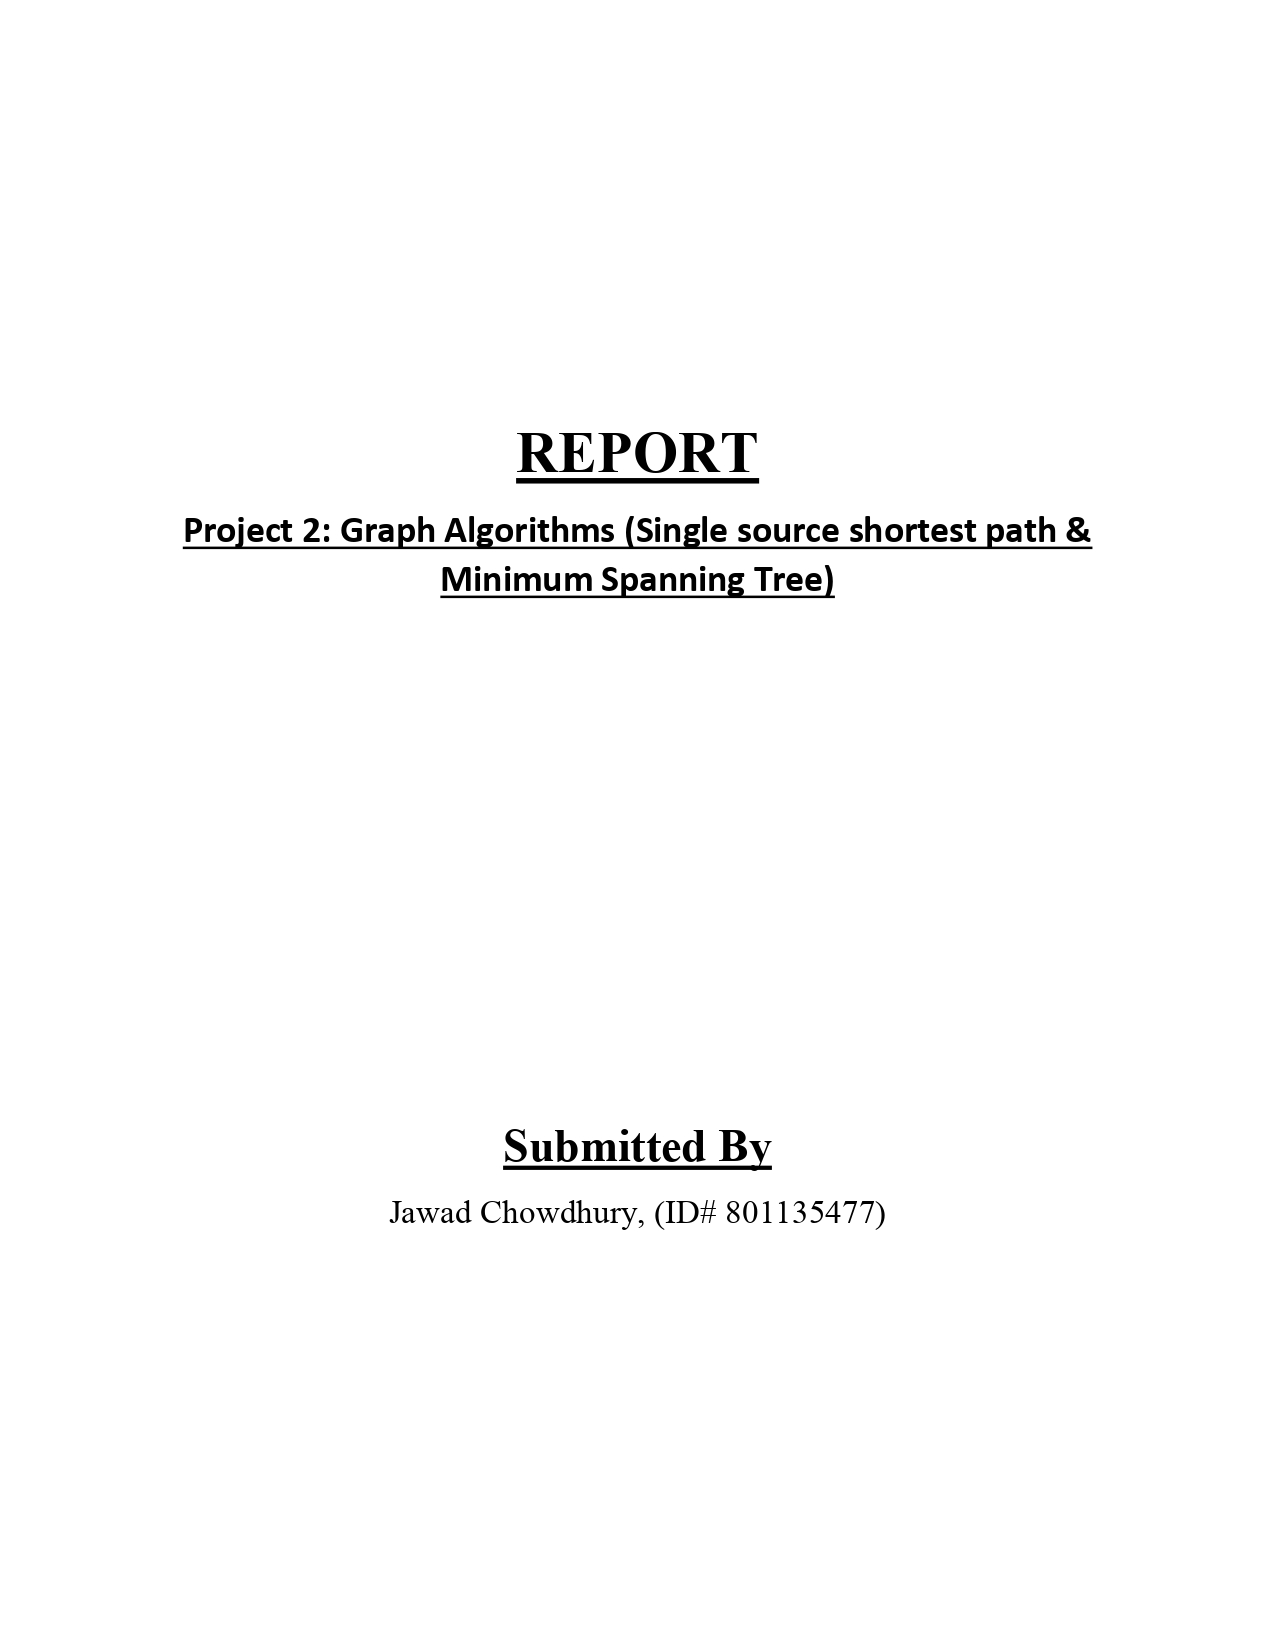 REPORT
Project 2: Graph Algorithms (Single source shortest path &
Minimum Spanning Tree)
Submitted By
Jawad Chowdhury, (ID# 801135477)